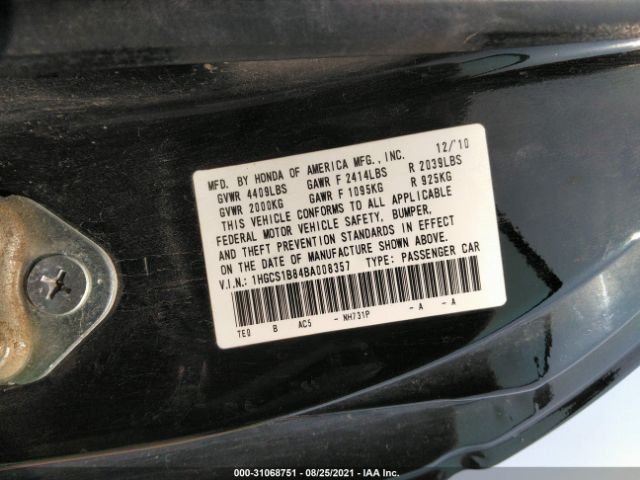 MFD. BY HONDA OF AMERICA MFG., INC. 12/'10
GVWR 4409LBS GAWR F 2414LBS R 2039LBS
GVWR 2000KG GAWR F 1095KG R 925KG
THIS VEHICLE CONFORMS TO ALL APPLICABLE
FEDERAL MOTOR VEHICLE SAFETY, BUMPER,
AND THEFT PREVENTION STANDARDS IN EFFECT
ON THE DATE OF MANUFACTURE SHOWN ABOVE.
V.I.N.: 1HGCS1B84BA008357 TYPE: PASSENGER CAR
TE0 B AC5 - NH731P - A - A
000-31068751 — 08/25/2021 — IAA Inc.